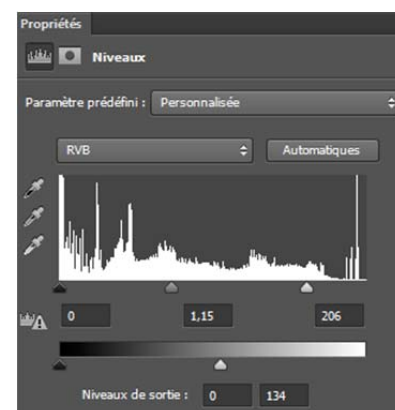 Propriétés
Niveaux
Paramètre prédéfini : Personnalisée
RVB Automatiques
0 1,15 206
Niveaux de sortie : 0 134